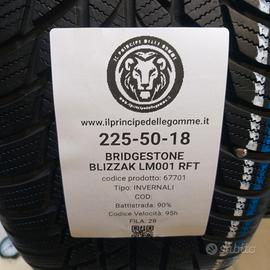 IL PRINCIPE DELLE GOMME
www.ilprincipedellegomme.it
225-50-18
BRIDGESTONE
BLIZZAK LM001 RFT
codice prodotto: 67701
Tipo: INVERNALI
COD:
Battistrada: 90%
Codice Velocità: 95h
FILA: 28
subito